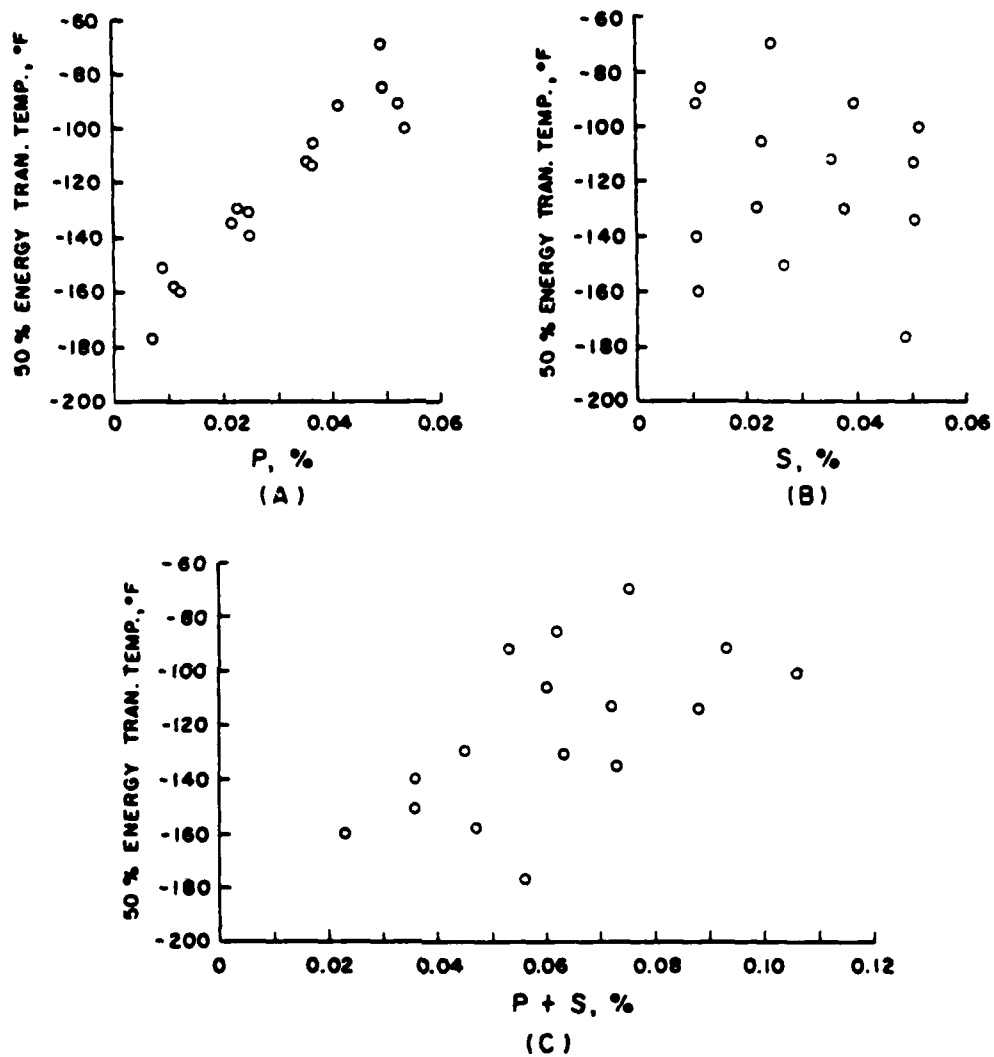 50 % ENERGY TRAN. TEMP., °F
-60
-80
-100
-120
-140
-160
-180
-200
0 0.02 0.04 0.06
P, %
(A)
50 % ENERGY TRAN. TEMP., °F
-60
-80
-100
-120
-140
-160
-180
-200
0 0.02 0.04 0.06
S, %
(B)
50 % ENERGY TRAN. TEMP., °F
-60
-80
-100
-120
-140
-160
-180
-200
0 0.02 0.04 0.06 0.08 0.10 0.12
P + S, %
(C)